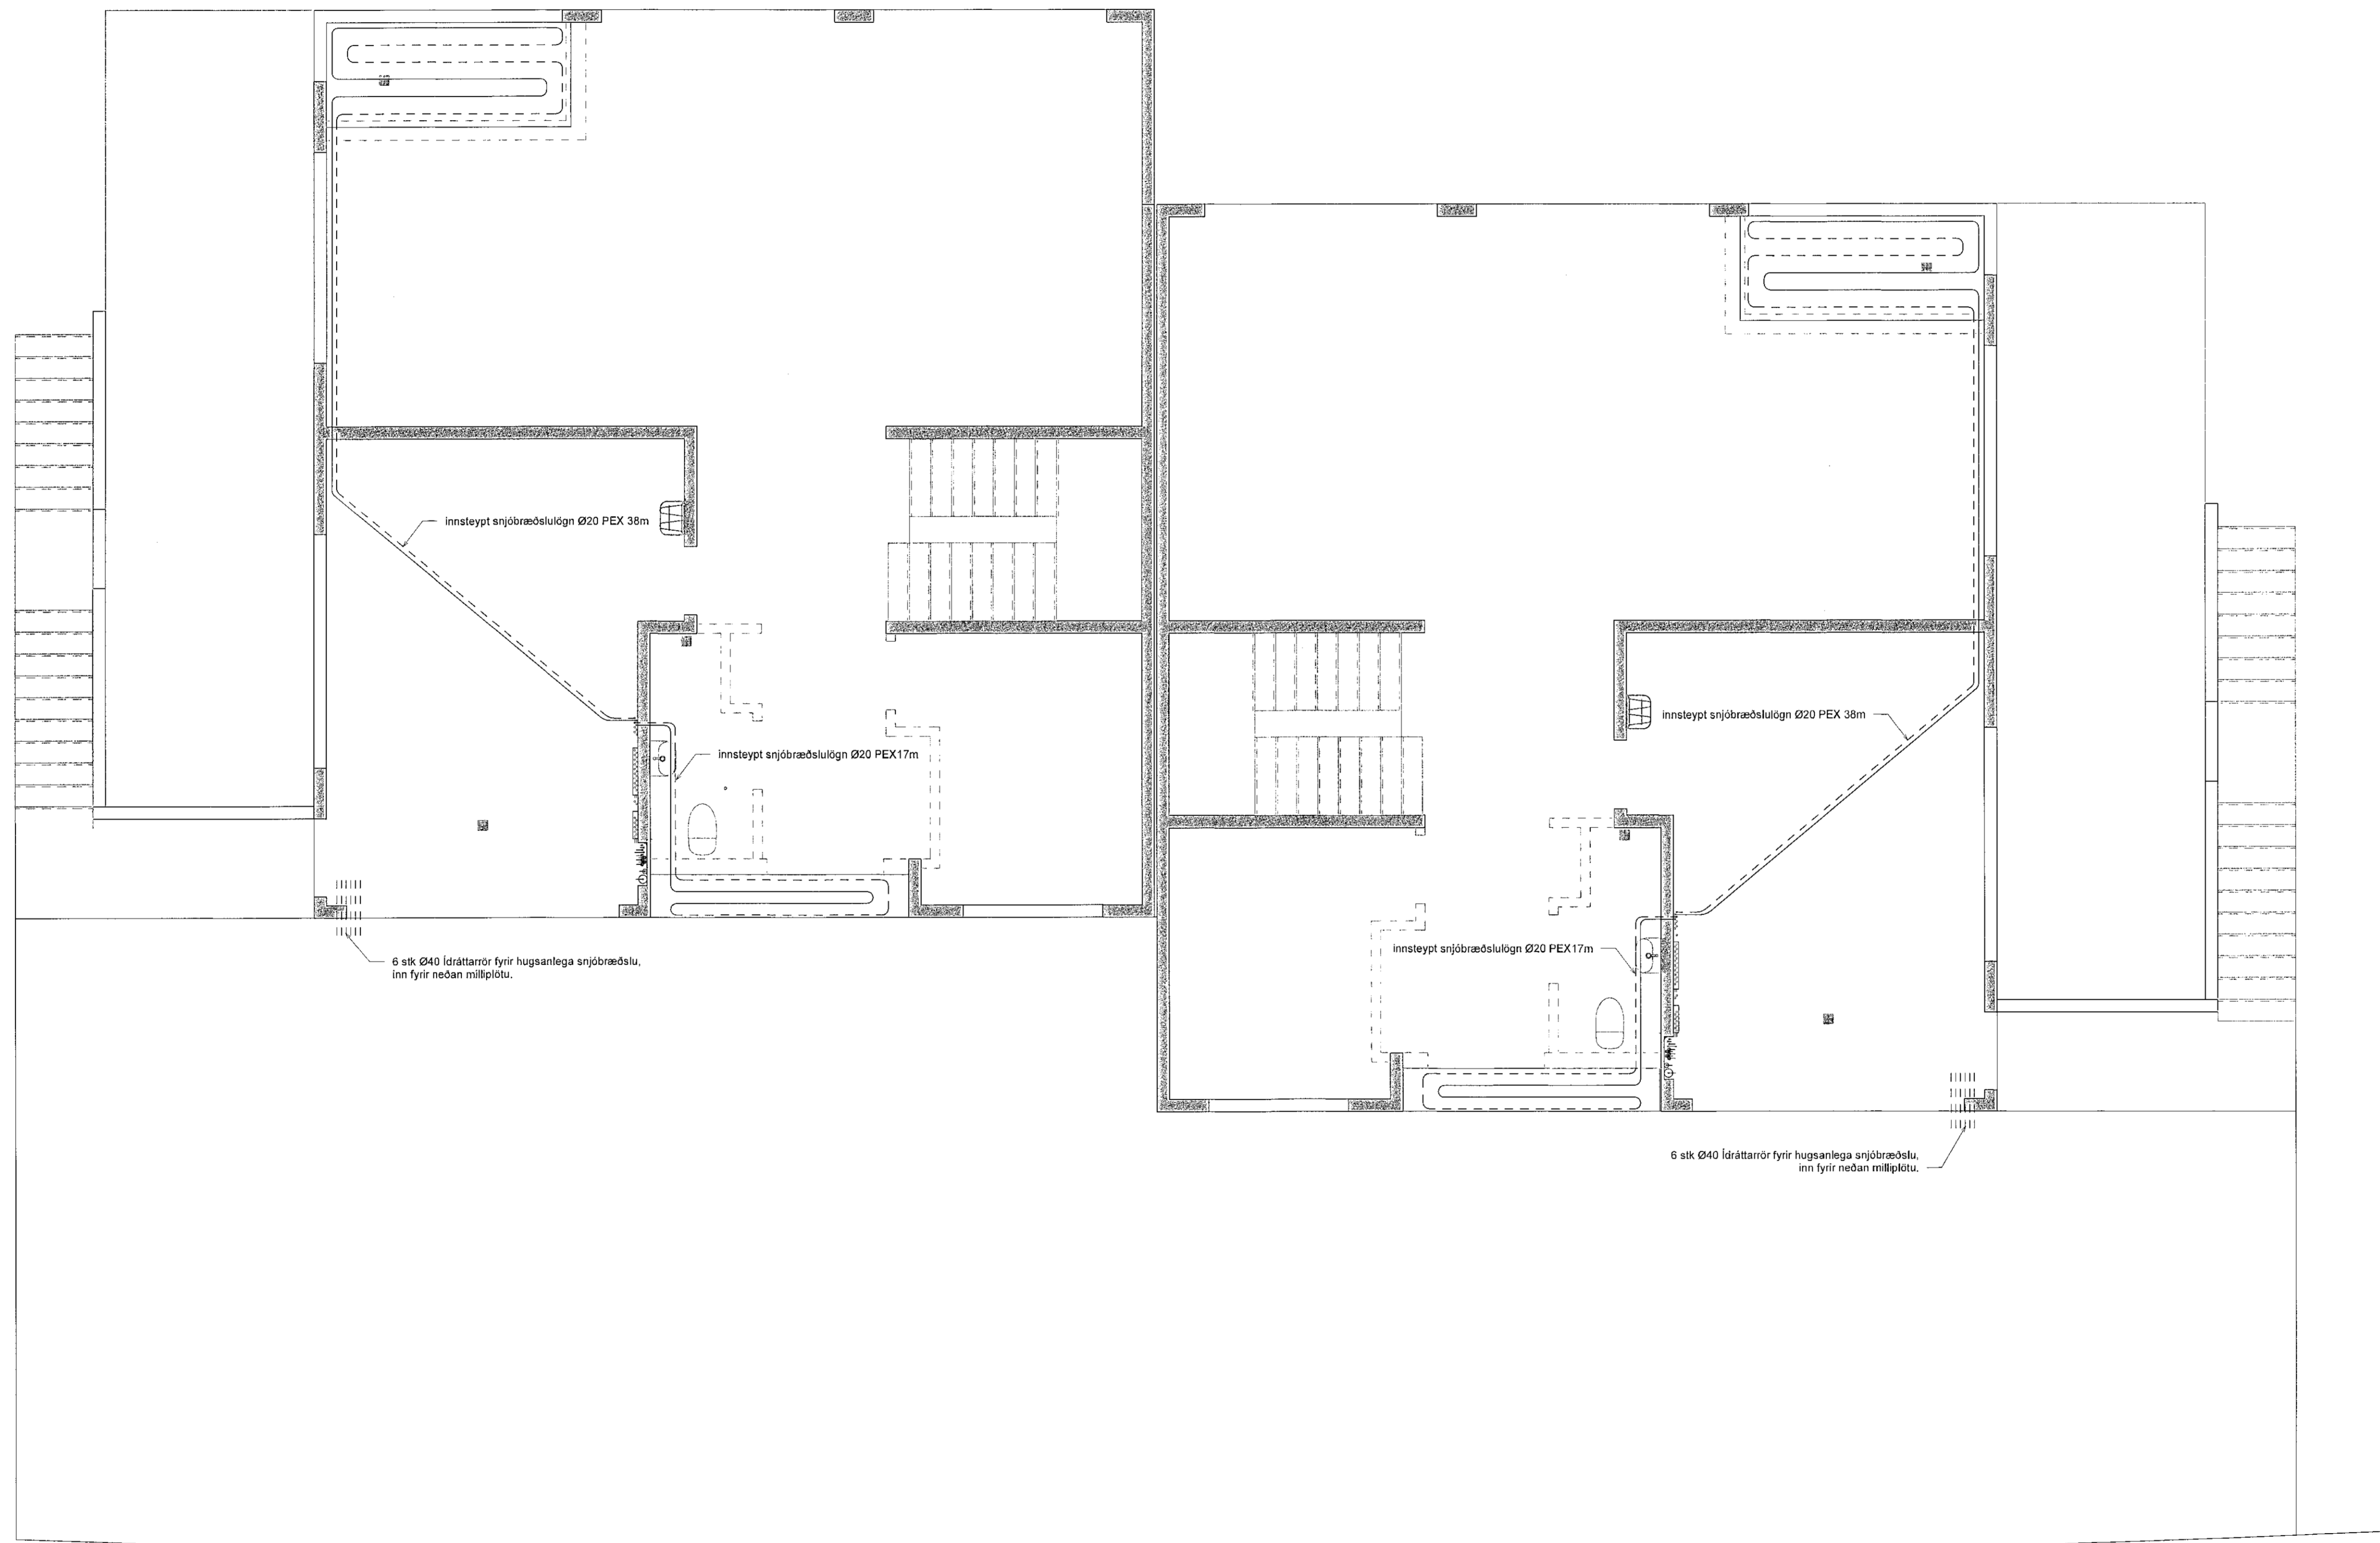 innsteypt snjóbræðslulögn Ø20 PEX 38m
innsteypt snjóbræðslulögn Ø20 PEX17m
6 stk Ø40 Ídráttarrör fyrir hugsanlega snjóbræðslu,
inn fyrir neðan milliplötu.
innsteypt snjóbræðslulögn Ø20 PEX 38m
innsteypt snjóbræðslulögn Ø20 PEX17m
6 stk Ø40 Ídráttarrör fyrir hugsanlega snjóbræðslu,
inn fyrir neðan milliplötu.